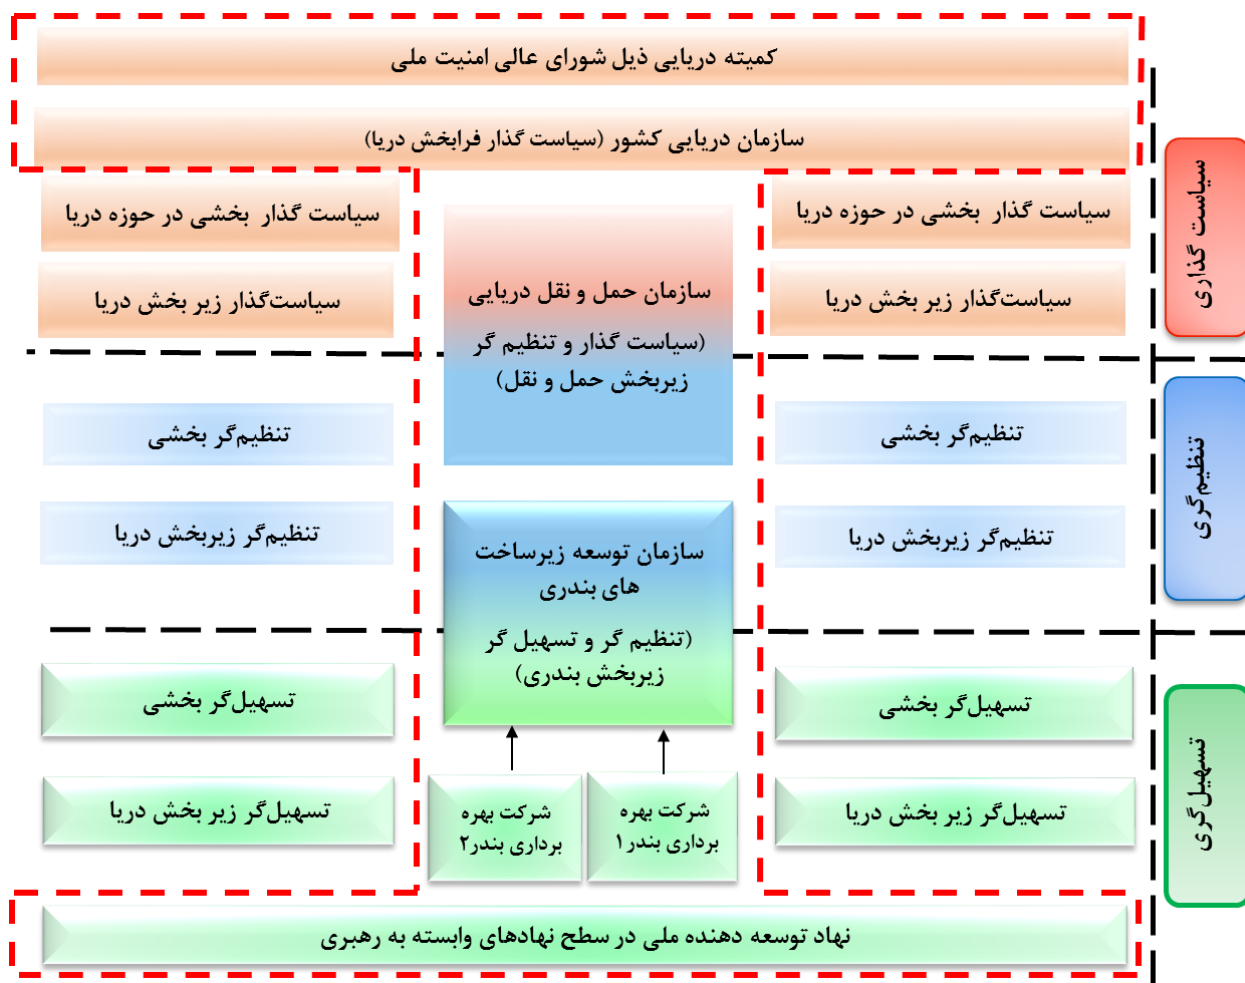 کمیته دریایی ذیل شورای عالی امنیت ملی
سازمان دریایی کشور (سیاست گذار فرابخش دریا)
سیاست گذاری
سیاست گذار بخشی در حوزه دریا
سیاست‌گذار زیر بخش دریا
سازمان حمل و نقل دریایی
(سیاست گذار و تنظیم گر
زیربخش حمل و نقل)
سیاست گذار بخشی در حوزه دریا
سیاست‌گذار زیر بخش دریا
تنظیم‌گری
تنظیم‌گر بخشی
تنظیم‌گر زیربخش دریا
سازمان توسعه زیرساخت
های بندری
(تنظیم گر و تسهیل گر
زیربخش بندری)
تنظیم‌گر بخشی
تنظیم‌گر زیربخش دریا
تسهیل‌گری
تسهیل‌گر بخشی
تسهیل‌گر زیر بخش دریا
شرکت بهره
برداری بندر۱
شرکت بهره
برداری بندر۲
تسهیل‌گر بخشی
تسهیل‌گر زیر بخش دریا
نهاد توسعه دهنده ملی در سطح نهادهای وابسته به رهبری